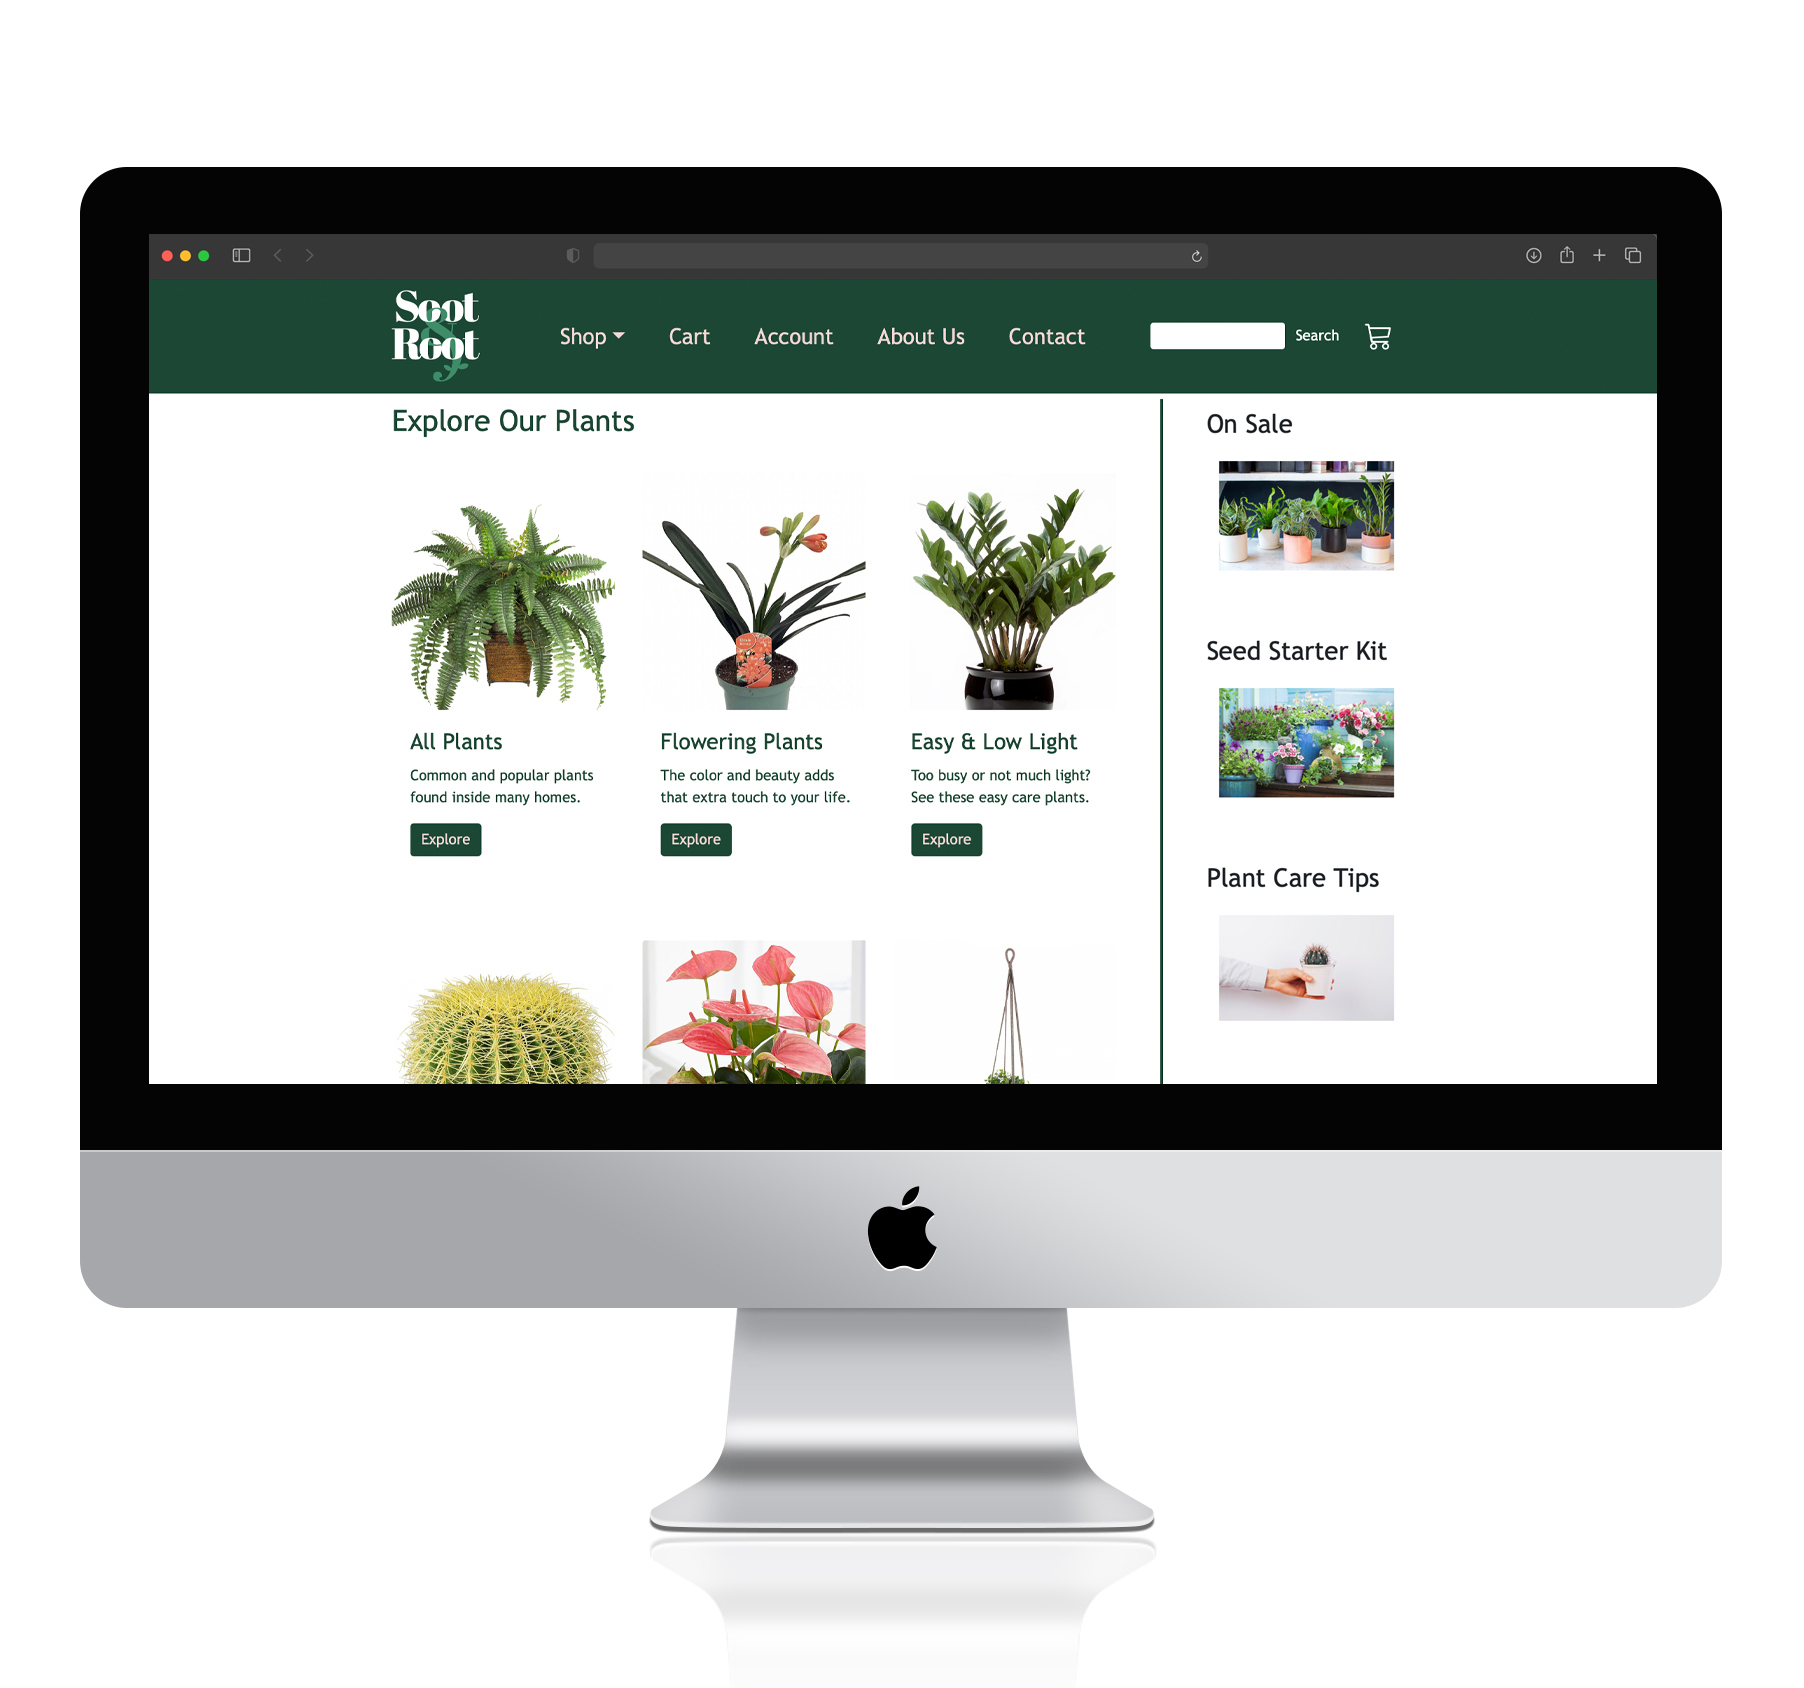 Soot
&
Root
Shop
Cart
Account
About Us
Contact
Search
Explore Our Plants
All Plants
Common and popular plants
found inside many homes.
Explore
Flowering Plants
The color and beauty adds
that extra touch to your life.
Explore
Easy & Low Light
Too busy or not much light?
See these easy care plants.
Explore
On Sale
Seed Starter Kit
Plant Care Tips